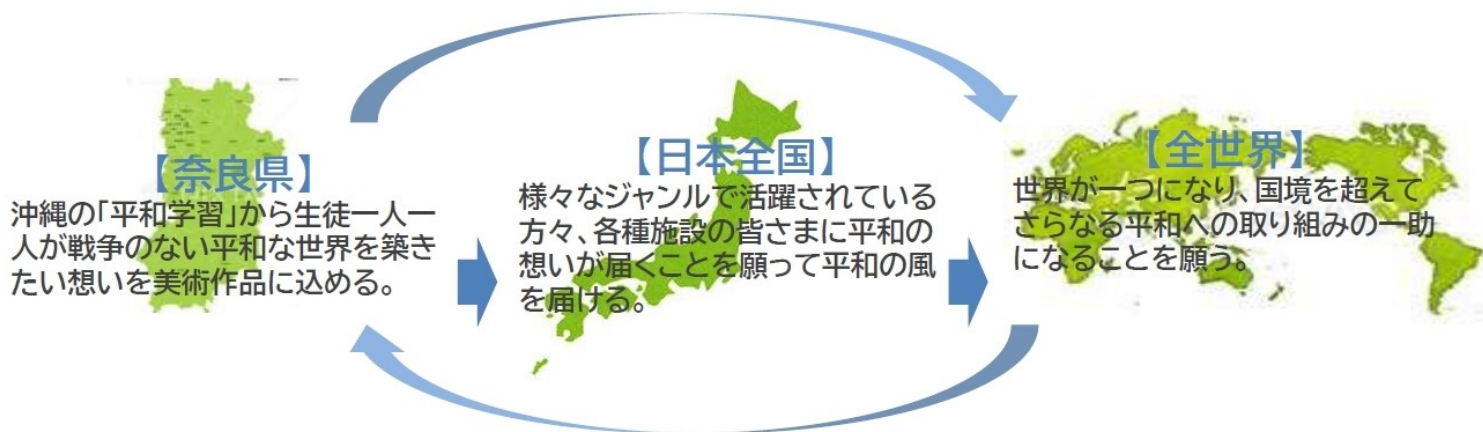 【奈良県】
沖縄の「平和学習」から生徒一人一
人が戦争のない平和な世界を築き
たい想いを美術作品に込める。
【日本全国】
様々なジャンルで活躍されている
方々、各種施設の皆さまに平和の
想いが届くことを願って平和の風
を届ける。
【全世界】
世界が一つになり、国境を超えて
さらなる平和への取り組みの一助
になることを願う。